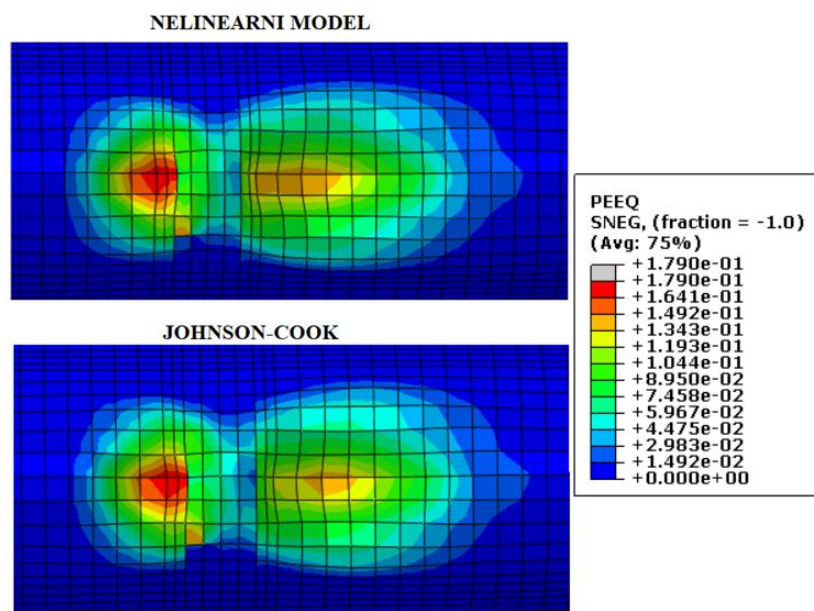 NELINEARNI MODEL
JOHNSON-COOK
PEEQ
SNEG, (fraction = -1.0)
(Avg: 75%)
+1.790e-01
+1.790e-01
+1.641e-01
+1.492e-01
+1.343e-01
+1.193e-01
+1.044e-01
+8.950e-02
+7.458e-02
+5.967e-02
+4.475e-02
+2.983e-02
+1.492e-02
+0.000e+00